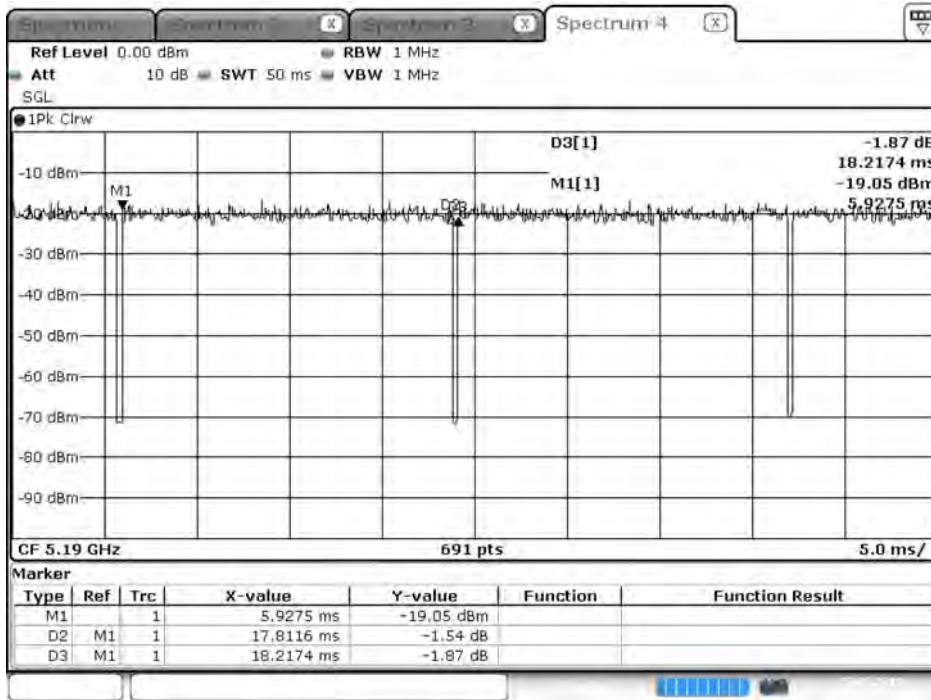 Spectrum 4
Ref Level 0.00 dBm RBW 1 MHz
Att 10 dB SWT 50 ms VBW 1 MHz
SGL
1Pk Clrw
D3[1] -1.87 dB
18.2174 ms
-10 dBm
M1[1] -19.05 dBm
M1
5.9275 ms
-20 dBm
-30 dBm
-40 dBm
-50 dBm
-60 dBm
-70 dBm
-80 dBm
-90 dBm
CF 5.19 GHz 691 pts 5.0 ms/
Marker
Type Ref Trc X-value Y-value Function Function Result
M1 1 5.9275 ms -19.05 dBm
D2 M1 1 17.8116 ms -1.54 dB
D3 M1 1 18.2174 ms -1.87 dB